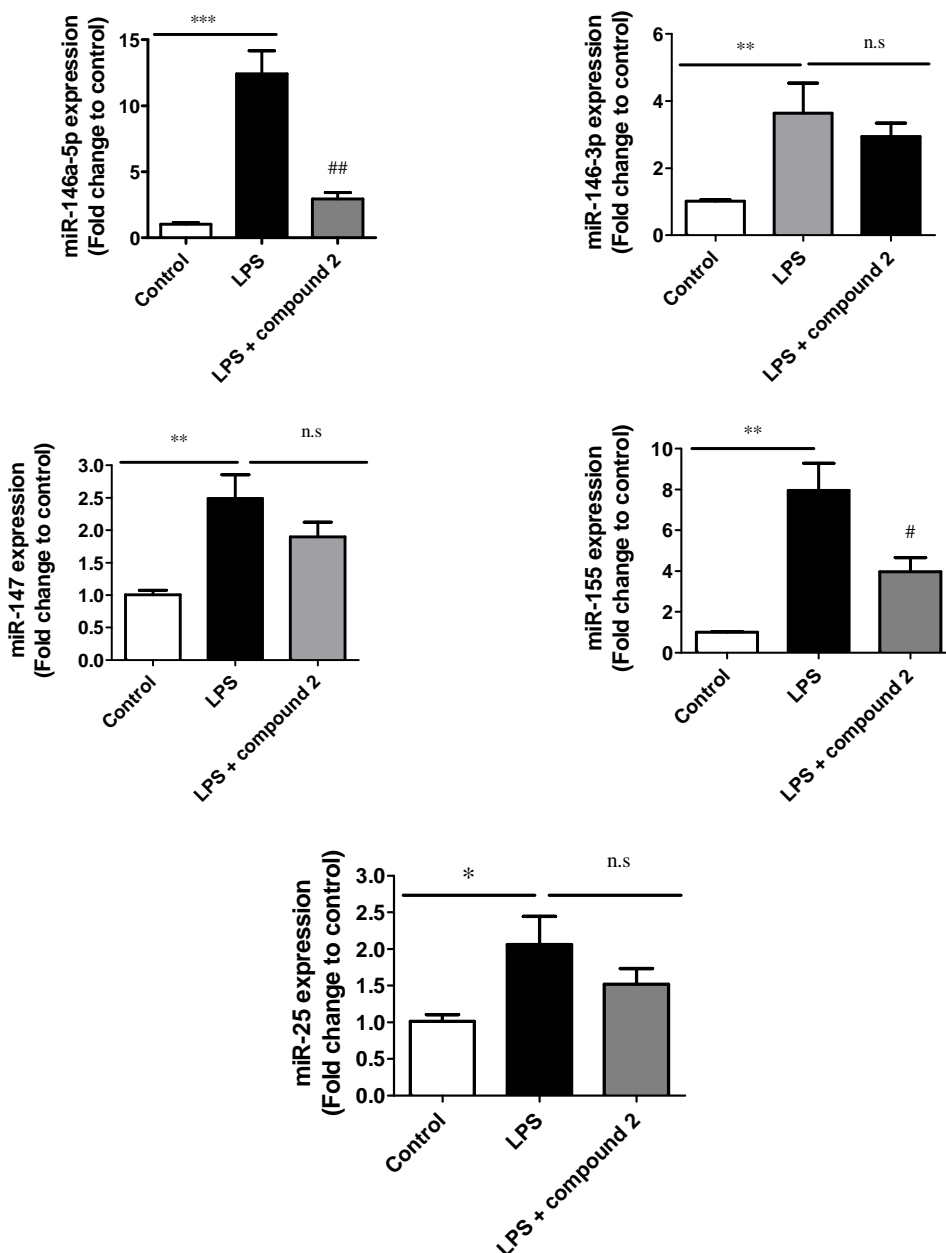 ***
miR-146a-5p expression
(Fold change to control)
15
10
5
0
##
Control
LPS
LPS + compound 2
**
n.s
miR-146-3p expression
(Fold change to control)
6
4
2
0
Control
LPS
LPS + compound 2
**
n.s
miR-147 expression
(Fold change to control)
3.0
2.5
2.0
1.5
1.0
0.5
0.0
Control
LPS
LPS + compound 2
**
miR-155 expression
(Fold change to control)
10
8
6
4
2
0
#
Control
LPS
LPS + compound 2
*
n.s
miR-25 expression
(Fold change to control)
3.0
2.5
2.0
1.5
1.0
0.5
0.0
Control
LPS
LPS + compound 2